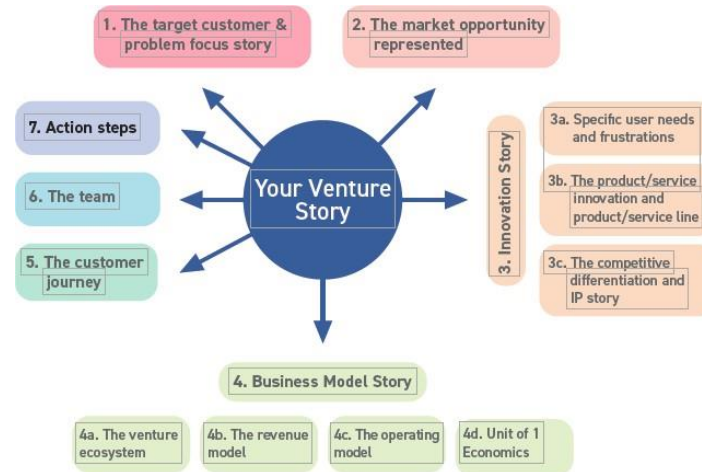 1. The target customer &
problem focus story
2. The market opportunity
represented
Your Venture
Story
3. Innovation Story
3a. Specific user needs
and frustrations
3b. The product/service
innovation and
product/service line
3c. The competitive
differentiation and
IP story
4. Business Model Story
4a. The venture
ecosystem
4b. The revenue
model
4c. The operating
model
4d. Unit of 1
Economics
5. The customer
journey
6. The team
7. Action steps